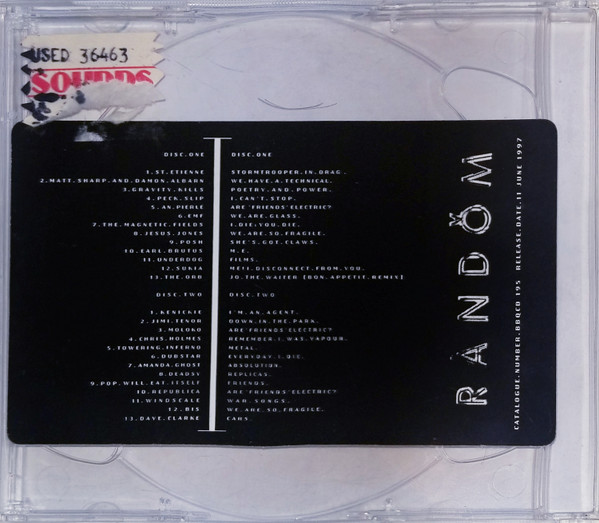 USED 36463
SOUNDS
DISC.ONE DISC.ONE
1.ST.ETIENNE STORMTROOPER.IN.DRAG.
2.MATT.SHARP.AND.DAMON.ALBARN WE.HAVE.A.TECHNICAL.
3.GRAVITY.KILLS POETRY.AND.POWER.
4.PECK.SLIP I.CAN'T.STOP.
5.AN.PIERLE ARE'FRIENDS'ELECTRIC?
6.EMF WE.ARE.GLASS.
7.THE.MAGNETIC.FIELDS I.DIE:YOU.DIE.
8.JESUS.JONES WE.ARE.SO.FRAGILE.
9.POSH SHE'S.GOT.CLAWS.
10.EARL.BRUTUS M.E.
11.UNDERDOG FILMS.
12.SUKIA ME!I.DISCONNECT.FROM.YOU.
13.THE.ORB JO.THE.WAITER [BON.APPETIT.REMIX]
DISC.TWO DISC.TWO
1.KENICKIE I'M.AN.AGENT.
2.JIMI.TENOR DOWN.IN.THE.PARK.
3.MOLOKO ARE'FRIENDS'ELECTRIC?
4.CHRIS.HOLMES REMEMBER.I.WAS.VAPOUR.
5.TOWERING.INFERNO METAL.
6.DUBSTAR EVERYDAY.I.DIE.
7.AMANDA.GHOST ABSOLUTION.
8.DEADSY REPLICAS.
9.POP.WILL.EAT.ITSELF FRIENDS.
10.REPUBLICA ARE'FRIENDS'ELECTRIC?
11.WINDSCALE WAR.SONGS.
12.BIS WE.ARE.SO.FRAGILE.
13.DAVE.CLARKE CARS.
RANDÖM
CATALOGUE.NUMBER.BBQCD 195 RELEASE.DATE.11 JUNE 1997